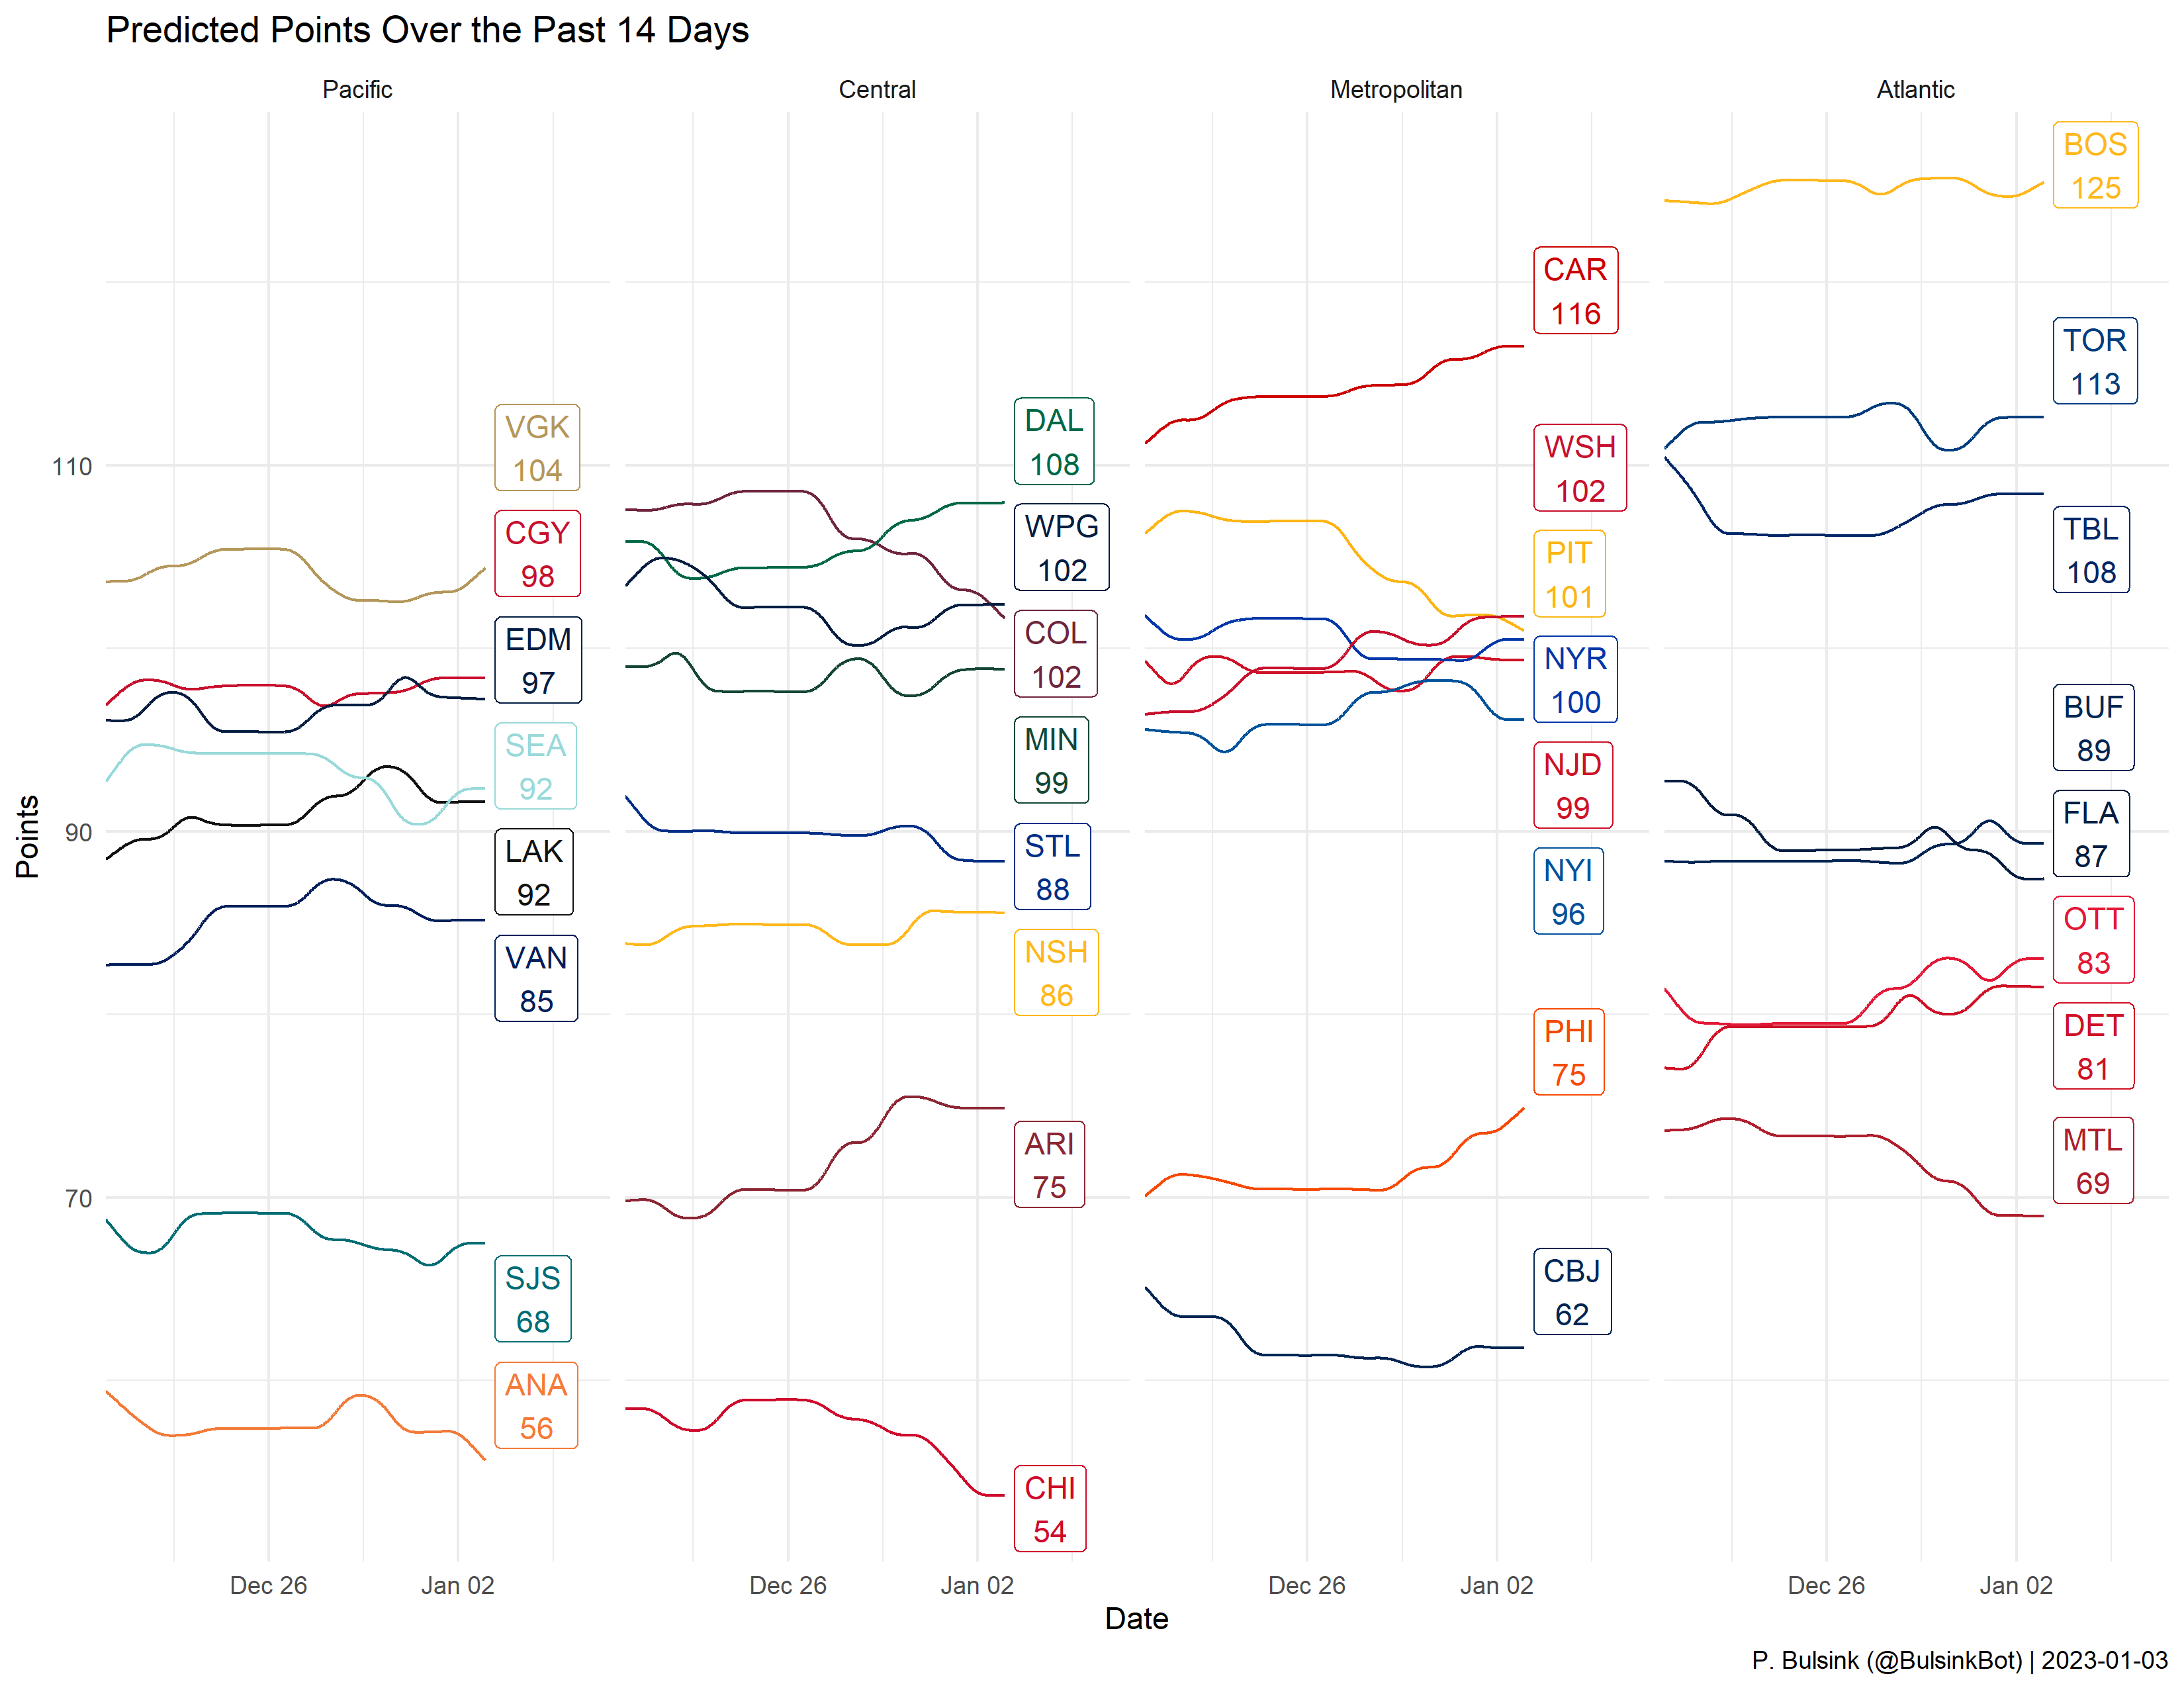 Predicted Points Over the Past 14 Days
Pacific
Central
Metropolitan
Atlantic
Points
110
90
70
VGK
104
CGY
98
EDM
97
SEA
92
LAK
92
VAN
85
SJS
68
ANA
56
DAL
108
WPG
102
COL
102
MIN
99
STL
88
NSH
86
ARI
75
CHI
54
CAR
116
WSH
102
PIT
101
NYR
100
NJD
99
NYI
96
PHI
75
CBJ
62
BOS
125
TOR
113
TBL
108
BUF
89
FLA
87
OTT
83
DET
81
MTL
69
Dec 26
Jan 02
Dec 26
Jan 02
Dec 26
Jan 02
Dec 26
Jan 02
Date
P. Bulsink (@BulsinkBot) | 2023-01-03